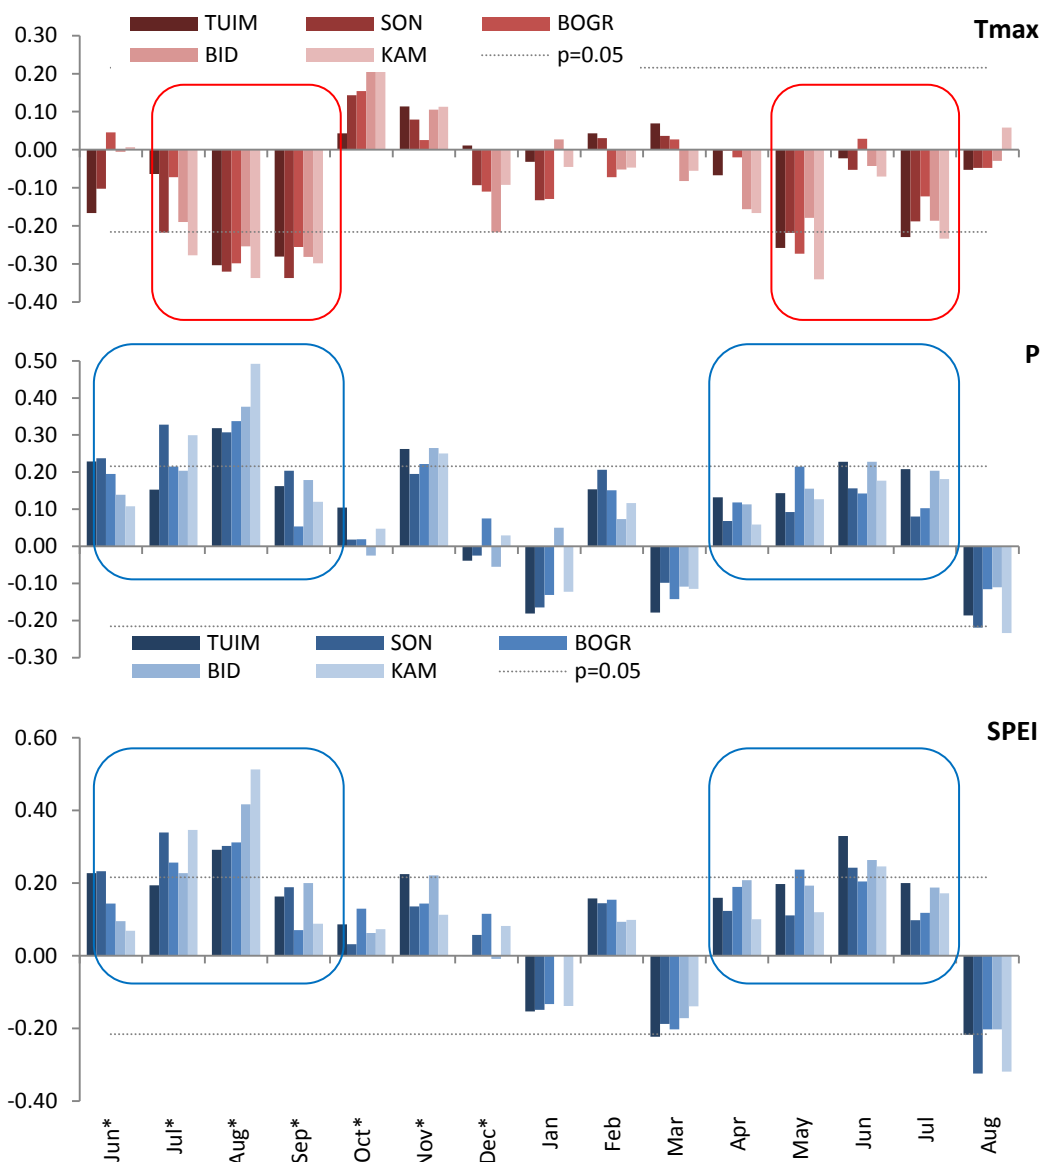 TUIM SON BOGR
Tmax
BID KAM p=0.05
0.30
0.20
0.10
0.00
-0.10
-0.20
-0.30
-0.40
P
0.50
0.40
0.30
0.20
0.10
0.00
-0.10
-0.20
-0.30
TUIM SON BOGR
BID KAM p=0.05
SPEI
0.60
0.40
0.20
0.00
-0.20
-0.40
Jun* Jul* Aug* Sep* Oct* Nov* Dec* Jan Feb Mar Apr May Jun Jul Aug